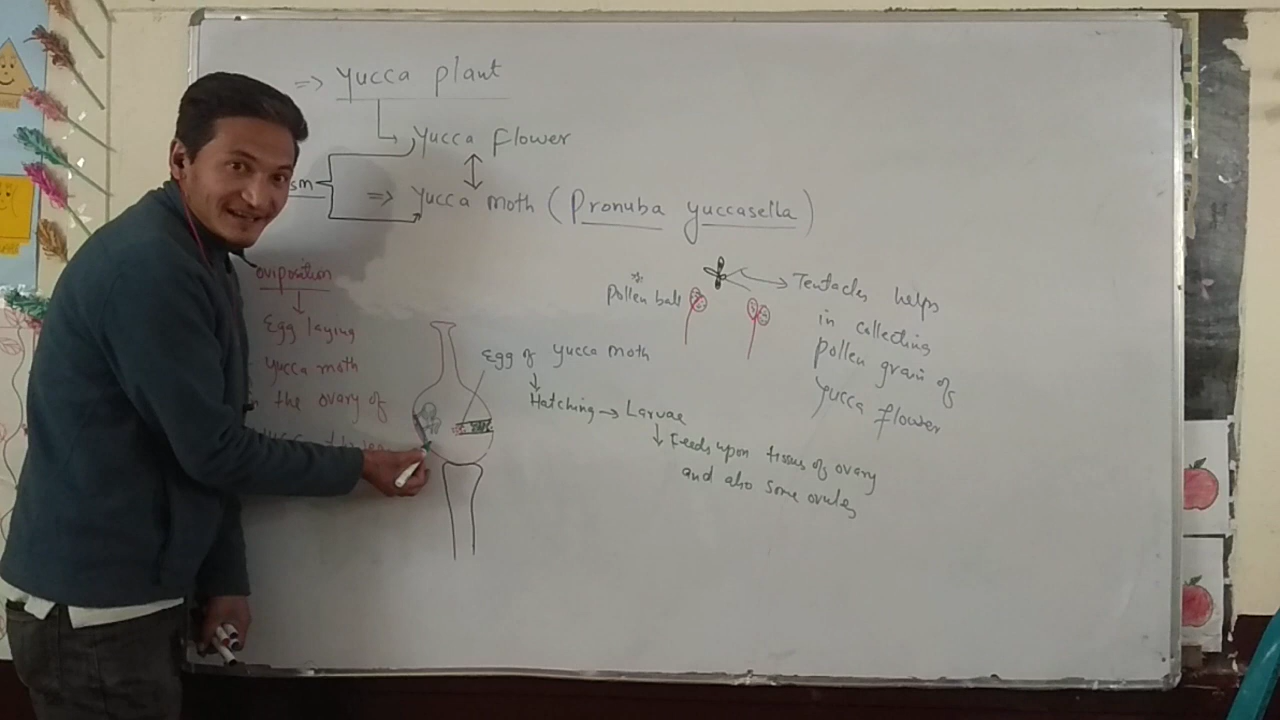 => Yucca plant
Yucca Flower
sm
=> Yucca moth (Pronuba yuccasella)
oviposition
Egg laying
Yucca moth
in the ovary of
Pollen ball
Tentacles helps
in collecting
pollen grain of
Yucca flower
Egg of Yucca moth
Hatching → Larvae
Feeds upon tissue of ovary
and also some ovules